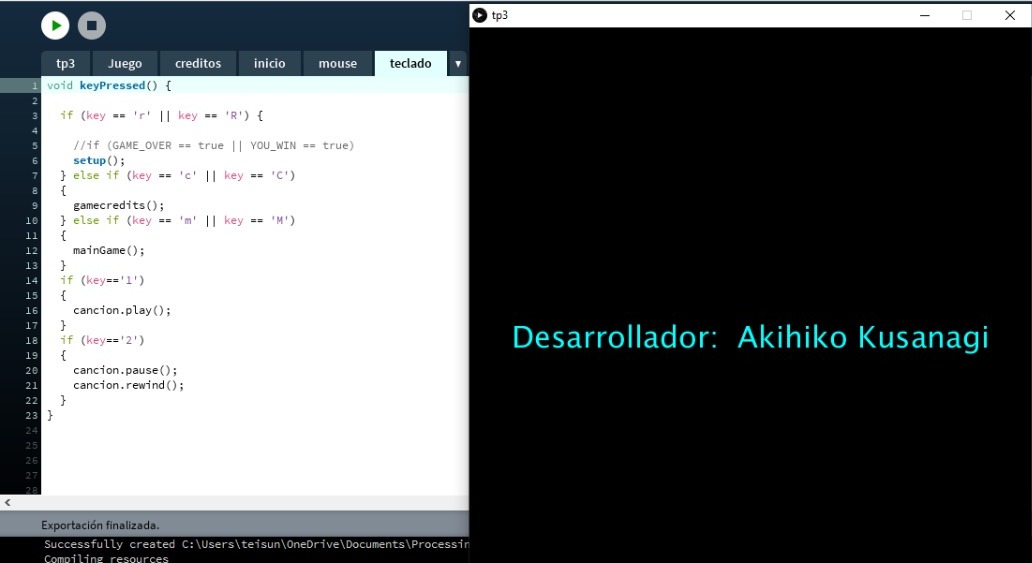 tp3
tp3 Juego creditos inicio mouse teclado
1 void keyPressed() {
2
3 if (key == 'r' || key == 'R') {
4
5 //if (GAME_OVER == true || YOU_WIN == true)
6 setup();
7 } else if (key == 'c' || key == 'C')
8 {
9 gamecredits();
10 } else if (key == 'm' || key == 'M')
11 {
12 mainGame();
13 }
14 if (key=='1')
15 {
16 cancion.play();
17 }
18 if (key=='2')
19 {
20 cancion.pause();
21 cancion.rewind();
22 }
23 }
24
25
26
27
28
Desarrollador: Akihiko Kusanagi
Exportación finalizada.
Successfully created C:\Users\teisun\OneDrive\Documents\Processin
Compiling resources